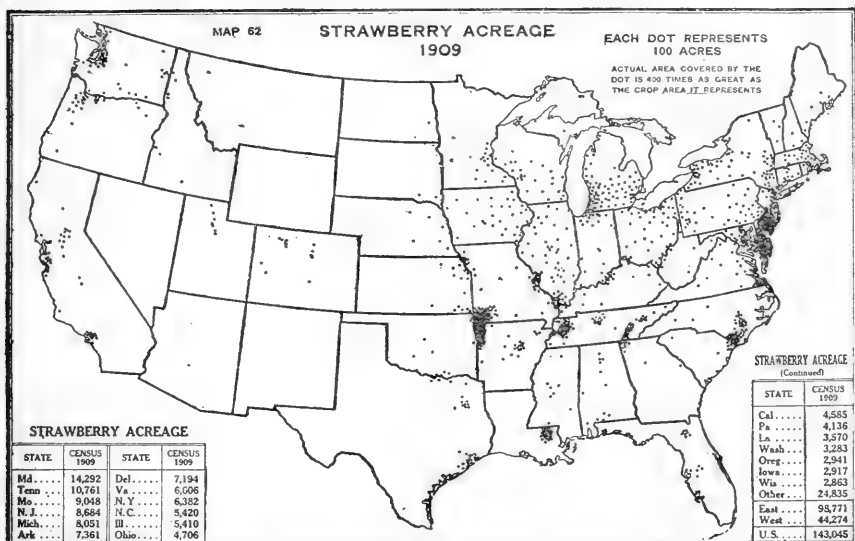 MAP 62
STRAWBERRY ACREAGE
1909
EACH DOT REPRESENTS
100 ACRES
ACTUAL AREA COVERED BY THE
DOT IS 400 TIMES AS GREAT AS
THE CROP AREA IT REPRESENTS
STRAWBERRY ACREAGE
STATE CENSUS 1909 STATE CENSUS 1909
Md..... 14,292 Del..... 7,194
Tenn.... 10,761 Va...... 6,606
Mo..... 9,048 N. Y.... 6,382
N. J.... 8,684 N. C.... 5,420
Mich.... 8,051 Ill...... 5,410
Ark.... 7,361 Ohio.... 4,706
STRAWBERRY ACREAGE
(Continued)
STATE CENSUS 1909
Cal..... 4,585
Pa...... 4,136
La...... 3,570
Wash.... 3,283
Oreg.... 2,941
Iowa.... 2,917
Wis..... 2,863
Other... 24,835
East.... 98,771
West.... 44,274
U.S..... 143,045